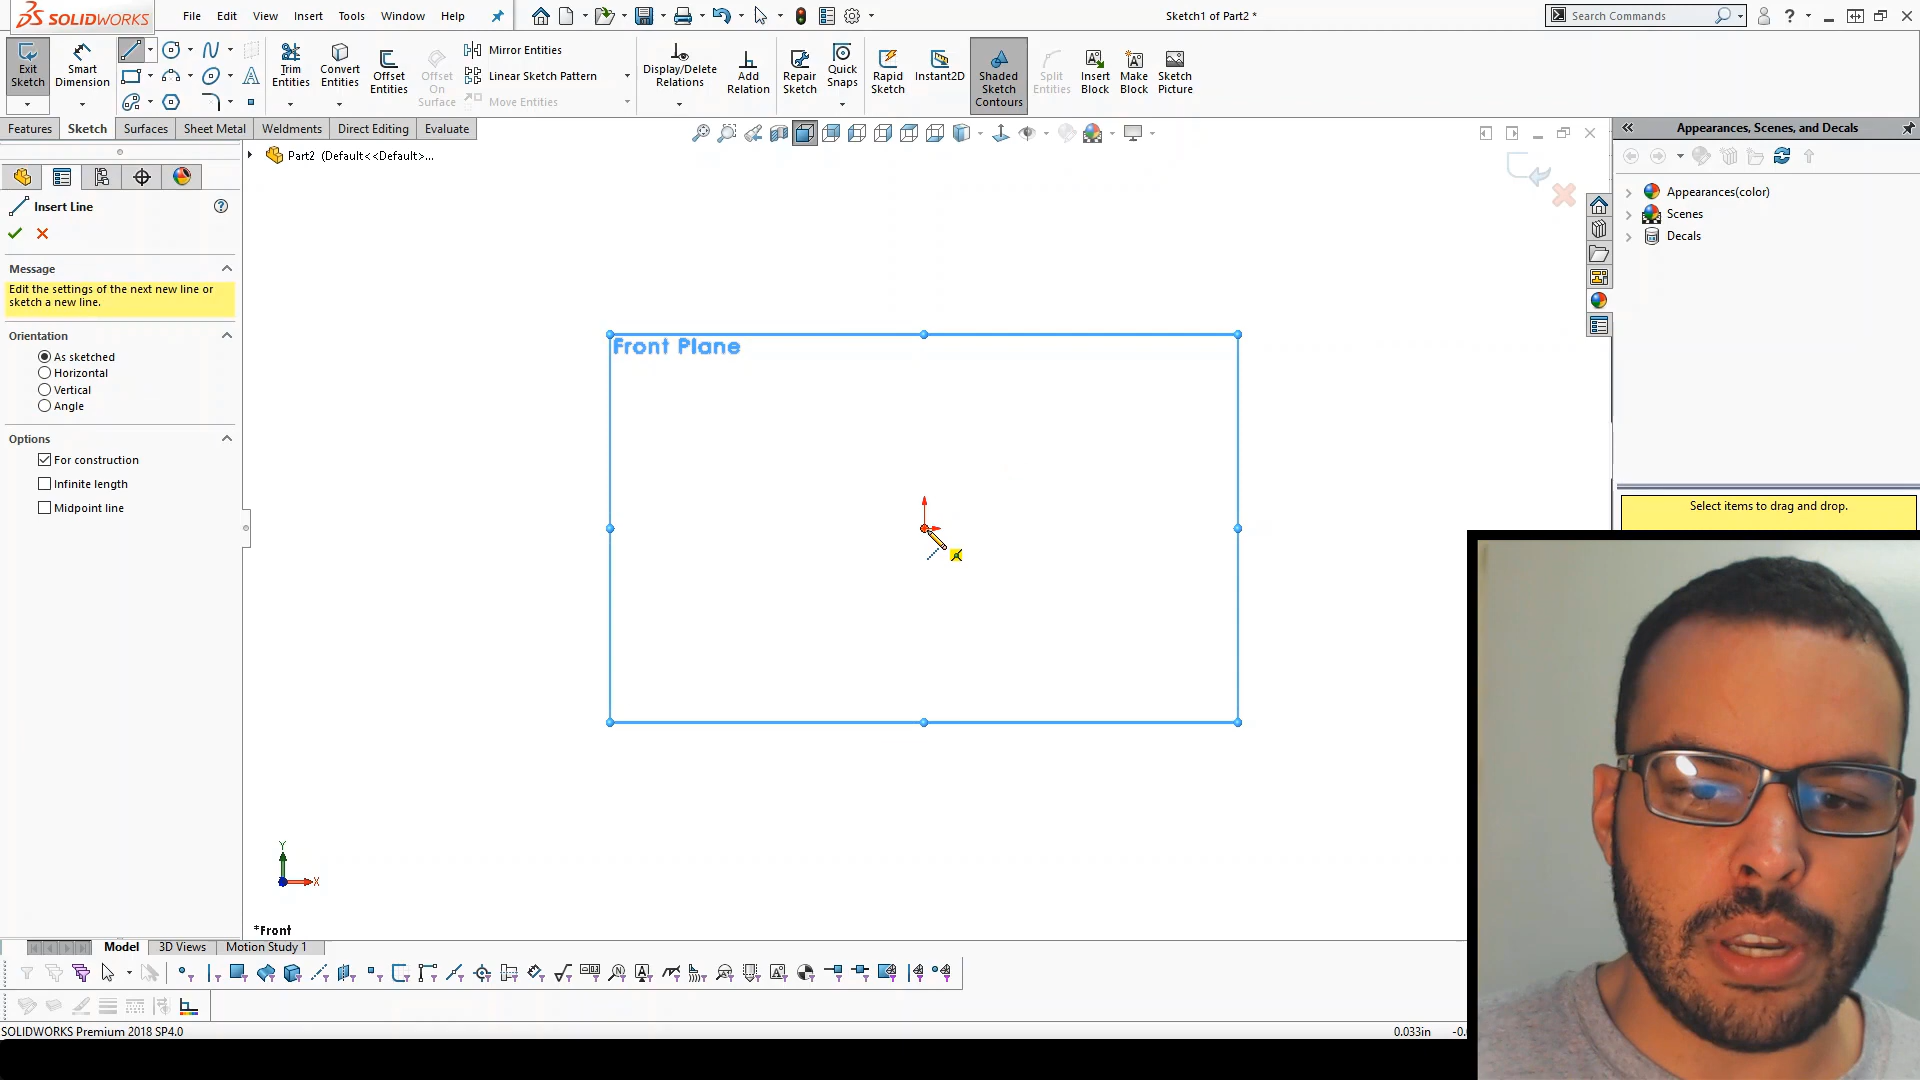 SOLIDWORKS
File Edit View Insert Tools Window Help
Sketch1 of Part2 *
Search Commands
Exit Sketch
Smart Dimension
Trim Entities
Convert Entities
Offset Entities
Offset On Surface
Mirror Entities
Linear Sketch Pattern
Move Entities
Display/Delete Relations
Add Relation
Repair Sketch
Quick Snaps
Rapid Sketch
Instant2D
Shaded Sketch Contours
Split Entities
Insert Block
Make Block
Sketch Picture
Features Sketch Surfaces Sheet Metal Weldments Direct Editing Evaluate
Part2 (Default<<Default>...
Appearances, Scenes, and Decals
Appearances(color)
Scenes
Decals
Select items to drag and drop.
Insert Line
Message
Edit the settings of the next new line or
sketch a new line.
Orientation
As sketched
Horizontal
Vertical
Angle
Options
For construction
Infinite length
Midpoint line
Front Plane
Y
X
*Front
Model 3D Views Motion Study 1
SOLIDWORKS Premium 2018 SP4.0
0.033in